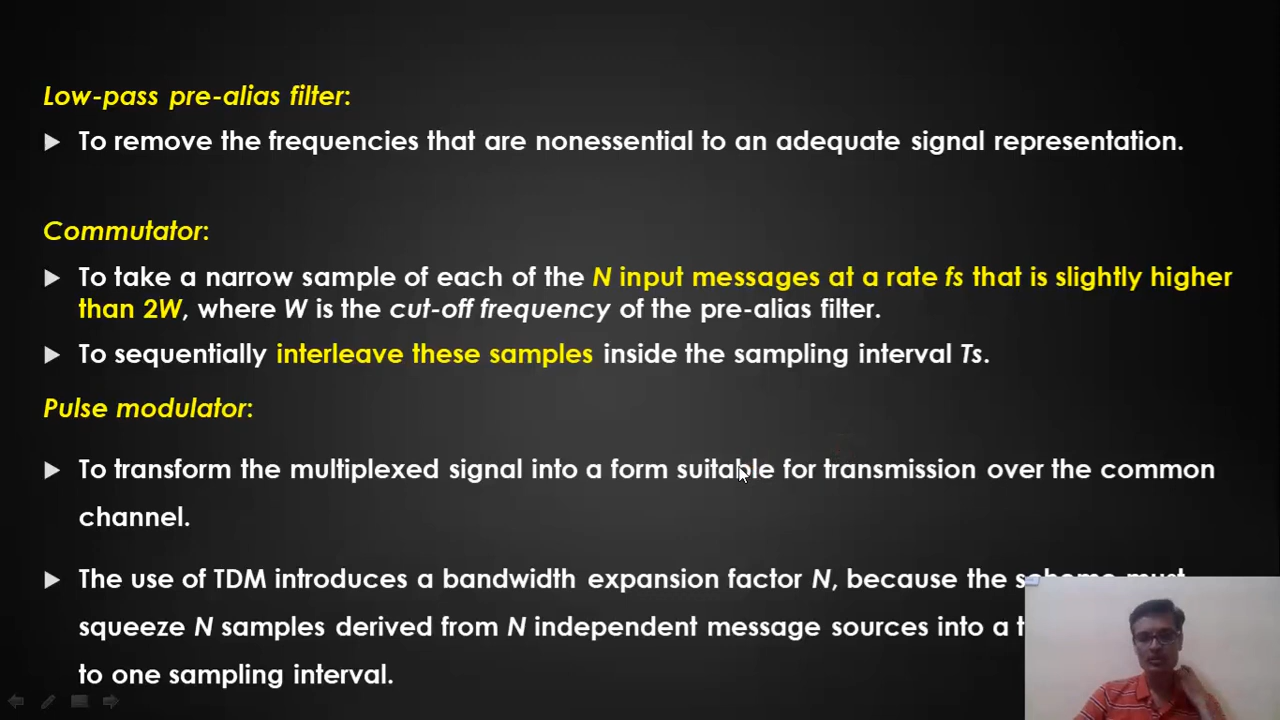 Low-pass pre-alias filter:
To remove the frequencies that are nonessential to an adequate signal representation.
Commutator:
To take a narrow sample of each of the N input messages at a rate fs that is slightly higher
than 2W, where W is the cut-off frequency of the pre-alias filter.
To sequentially interleave these samples inside the sampling interval Ts.
Pulse modulator:
To transform the multiplexed signal into a form suitable for transmission over the common
channel.
The use of TDM introduces a bandwidth expansion factor N, because the scheme must
squeeze N samples derived from N independent message sources into a
to one sampling interval.